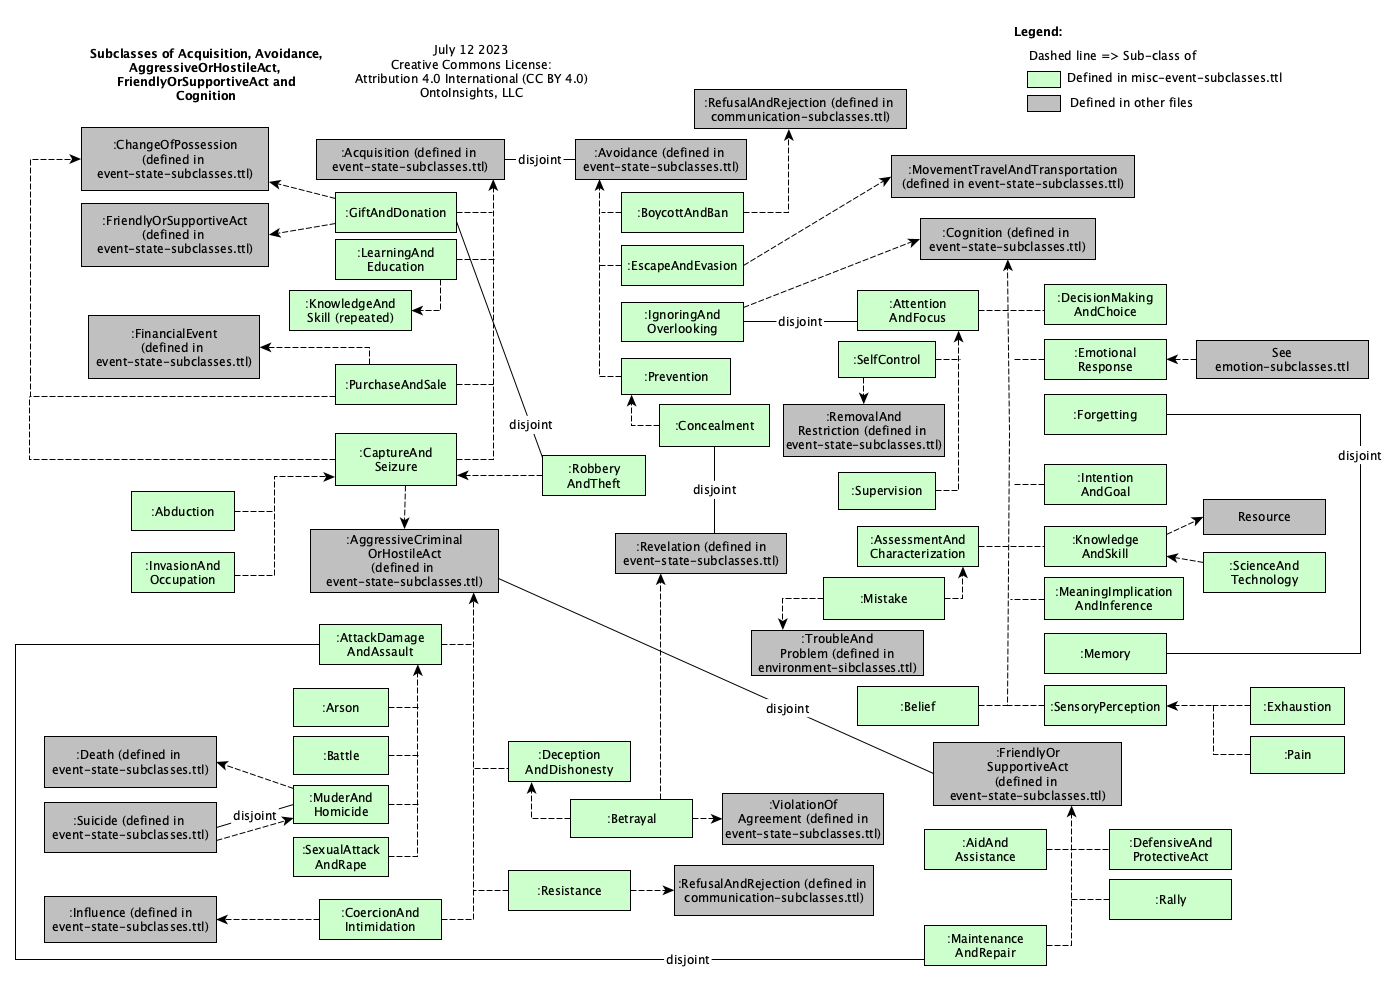 Subclasses of Acquisition, Avoidance,
AggressiveOrHostileAct,
FriendlyOrSupportiveAct and
Cognition
July 12 2023
Creative Commons License:
Attribution 4.0 International (CC BY 4.0)
OntoInsights, LLC
Legend:
Dashed line => Sub-class of
Defined in misc-event-subclasses.ttl
Defined in other files
:RefusalAndRejection (defined in
communication-subclasses.ttl)
:ChangeOfPossession
(defined in
event-state-subclasses.ttl)
:Acquisition (defined in
event-state-subclasses.ttl)
disjoint
:Avoidance (defined in
event-state-subclasses.ttl)
:MovementTravelAndTransportation
(defined in event-state-subclasses.ttl)
:GiftAndDonation
:BoycottAndBan
:FriendlyOrSupportiveAct
(defined in
event-state-subclasses.ttl)
:Cognition (defined in
event-state-subclasses.ttl)
:LearningAnd
Education
:EscapeAndEvasion
:KnowledgeAnd
Skill (repeated)
:IgnoringAnd
Overlooking
disjoint
:Attention
AndFocus
:DecisionMaking
AndChoice
:FinancialEvent
(defined in
event-state-subclasses.ttl)
:SelfControl
:Emotional
Response
See
emotion-subclasses.ttl
:PurchaseAndSale
:Prevention
:RemovalAnd
Restriction (defined in
event-state-subclasses.ttl)
:Forgetting
:Concealment
disjoint
disjoint
:CaptureAnd
Seizure
:Robbery
AndTheft
disjoint
:Supervision
:Intention
AndGoal
:Abduction
Resource
:AggressiveCriminal
OrHostileAct
(defined in
event-state-subclasses.ttl)
:Revelation (defined in
event-state-subclasses.ttl)
:AssessmentAnd
Characterization
:Knowledge
AndSkill
:InvasionAnd
Occupation
:ScienceAnd
Technology
:Mistake
:MeaningImplication
AndInference
:AttackDamage
AndAssault
:TroubleAnd
Problem (defined in
environment-sibclasses.ttl)
:Memory
:Arson
disjoint
:Belief
:SensoryPerception
:Exhaustion
:Death (defined in
event-state-subclasses.ttl)
:Battle
:Deception
AndDishonesty
:FriendlyOr
SupportiveAct
(defined in
event-state-subclasses.ttl)
:Pain
:MuderAnd
Homicide
disjoint
:Suicide (defined in
event-state-subclasses.ttl)
:Betrayal
:ViolationOf
Agreement (defined in
event-state-subclasses.ttl)
:SexualAttack
AndRape
:AidAnd
Assistance
:DefensiveAnd
ProtectiveAct
:Resistance
:RefusalAndRejection (defined in
communication-subclasses.ttl)
:Rally
:Influence (defined in
event-state-subclasses.ttl)
:CoercionAnd
Intimidation
:Maintenance
AndRepair
disjoint